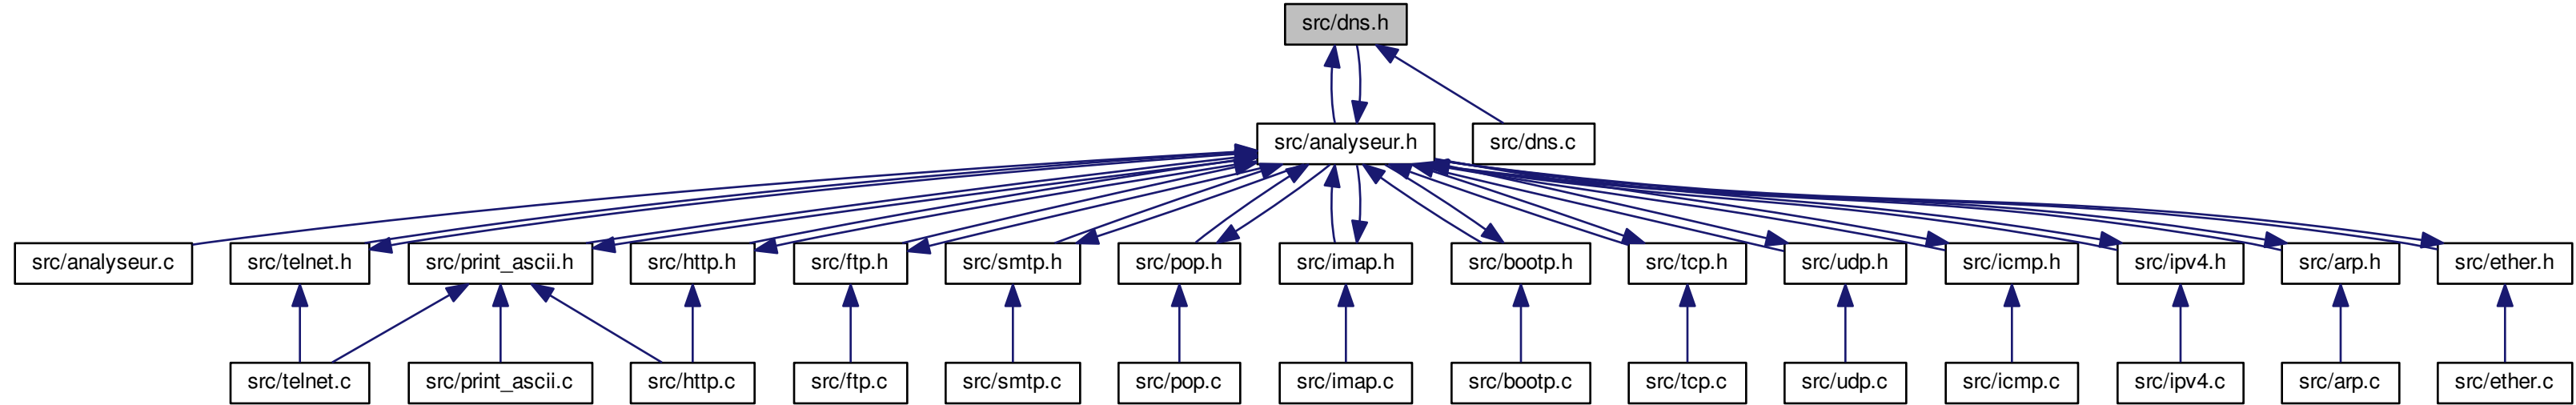 src/dns.h
src/analyseur.h
src/dns.c
src/analyseur.c
src/telnet.h
src/print_ascii.h
src/http.h
src/ftp.h
src/smtp.h
src/pop.h
src/imap.h
src/bootp.h
src/tcp.h
src/udp.h
src/icmp.h
src/ipv4.h
src/arp.h
src/ether.h
src/telnet.c
src/print_ascii.c
src/http.c
src/ftp.c
src/smtp.c
src/pop.c
src/imap.c
src/bootp.c
src/tcp.c
src/udp.c
src/icmp.c
src/ipv4.c
src/arp.c
src/ether.c